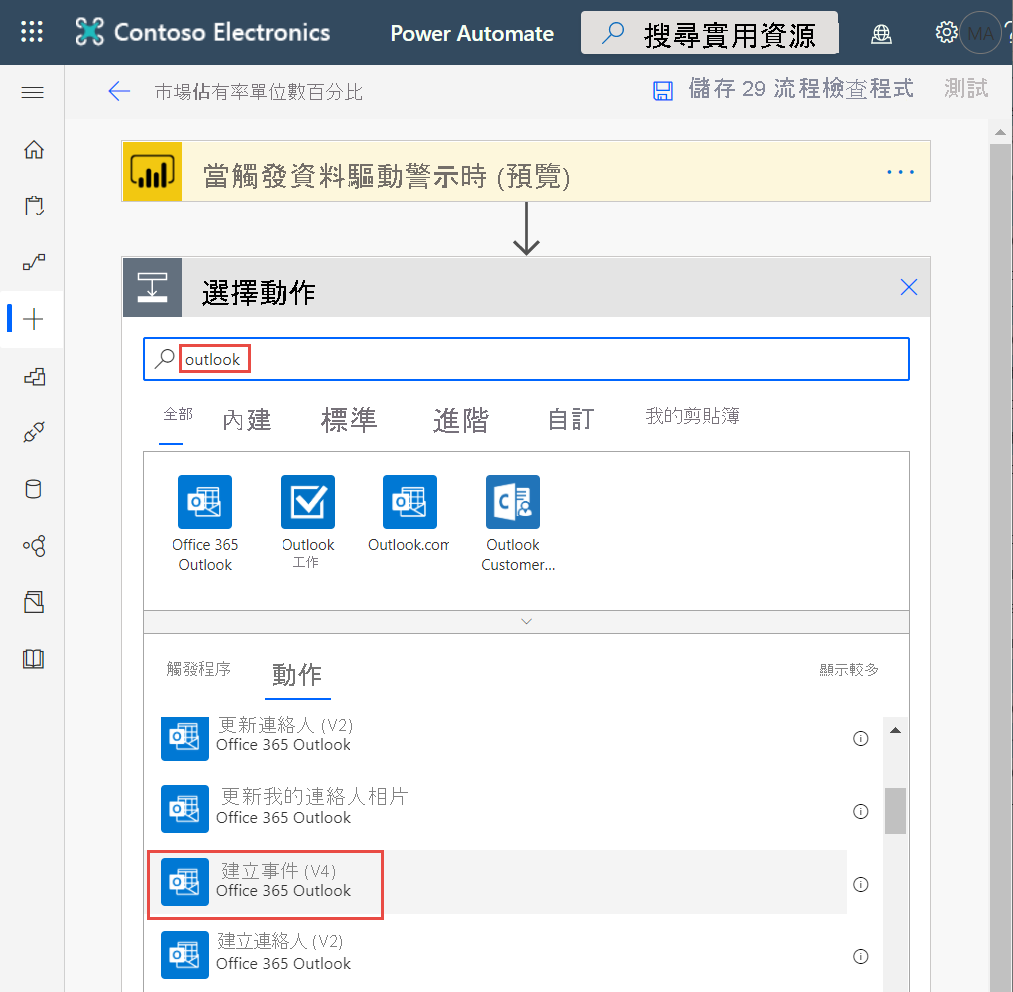 Contoso Electronics
Power Automate
搜尋實用資源
MA
?
市場佔有率單位數百分比
儲存 29 流程檢查程式
測試
當觸發資料驅動警示時 (預覽)
選擇動作
outlook
全部
內建
標準
進階
自訂
我的剪貼簿
Office 365
Outlook
Outlook
工作
Outlook.com
Outlook
Customer...
觸發程序
動作
顯示較多
更新連絡人 (V2)
Office 365 Outlook
更新我的連絡人相片
Office 365 Outlook
建立事件 (V4)
Office 365 Outlook
建立連絡人 (V2)
Office 365 Outlook